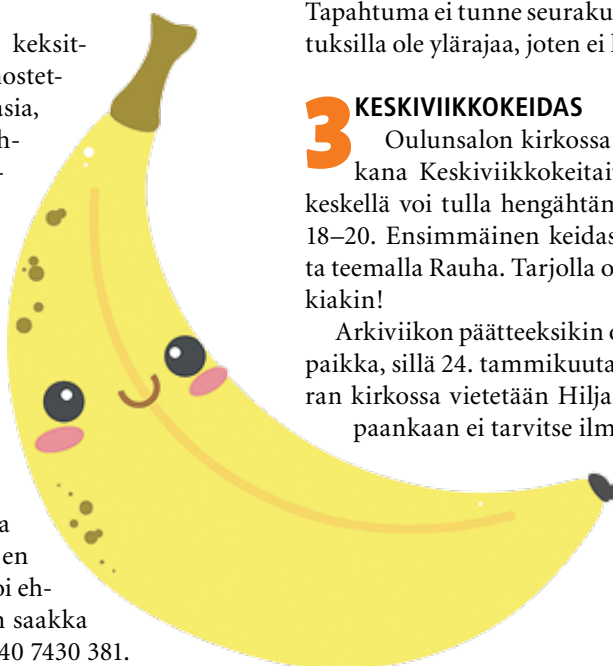 keksit-
nostet-
asia,
h-
-
a
en
oi eh-
n saakka
40 7430 381.
Tapahtuma ei tunne seuraku
tuksilla ole ylärajaa, joten ei
3 KESKIVIIKKOKEIDAS
Oulunsalon kirkossa
kana Keskiviikkokeitai
keskellä voi tulla hengähtäm
18–20. Ensimmäinen keidas
ta teemalla Rauha. Tarjolla o
kiakin!
Arkiviikon päätteeksikin o
paikka, sillä 24. tammikuuta
ran kirkossa vietetään Hilja
paankaan ei tarvitse ilm